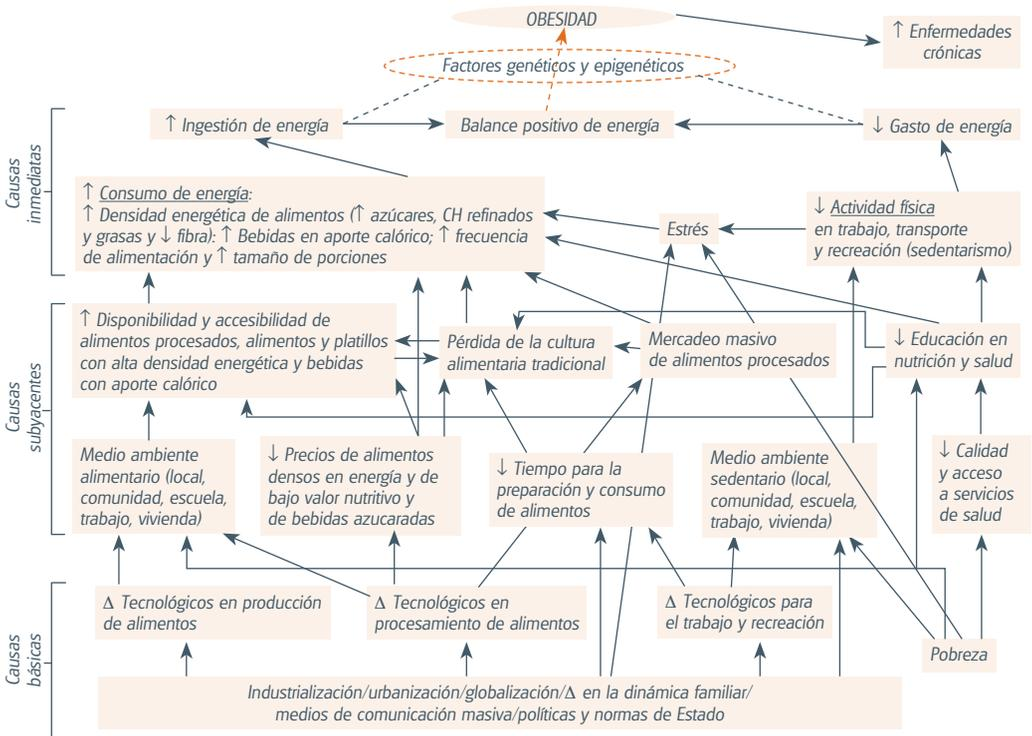 OBESIDAD
↑ Enfermedades
crónicas
Factores genéticos y epigenéticos
Causas
inmediatas
↑ Ingestión de energía
Balance positivo de energía
↓ Gasto de energía
↑ Consumo de energía:
↑ Densidad energética de alimentos (↑ azúcares, CH refinados
y grasas y ↓ fibra): ↑ Bebidas en aporte calórico; ↑ frecuencia
de alimentación y ↑ tamaño de porciones
Estrés
↓ Actividad física
en trabajo, transporte
y recreación (sedentarismo)
Causas
subyacentes
↑ Disponibilidad y accesibilidad de
alimentos procesados, alimentos y platillos
con alta densidad energética y bebidas
con aporte calórico
Pérdida de la cultura
alimentaria tradicional
Mercadeo masivo
de alimentos procesados
↓ Educación en
nutrición y salud
Medio ambiente
alimentario (local,
comunidad, escuela,
trabajo, vivienda)
↓ Precios de alimentos
densos en energía y de
bajo valor nutritivo y
de bebidas azucaradas
↓ Tiempo para la
preparación y consumo
de alimentos
Medio ambiente
sedentario (local,
comunidad, escuela,
trabajo, vivienda)
↓ Calidad
y acceso
a servicios
de salud
Causas
básicas
Δ Tecnológicos en producción
de alimentos
Δ Tecnológicos en
procesamiento de alimentos
Δ Tecnológicos para
el trabajo y recreación
Pobreza
Industrialización/urbanización/globalización/Δ en la dinámica familiar/
medios de comunicación masiva/políticas y normas de Estado